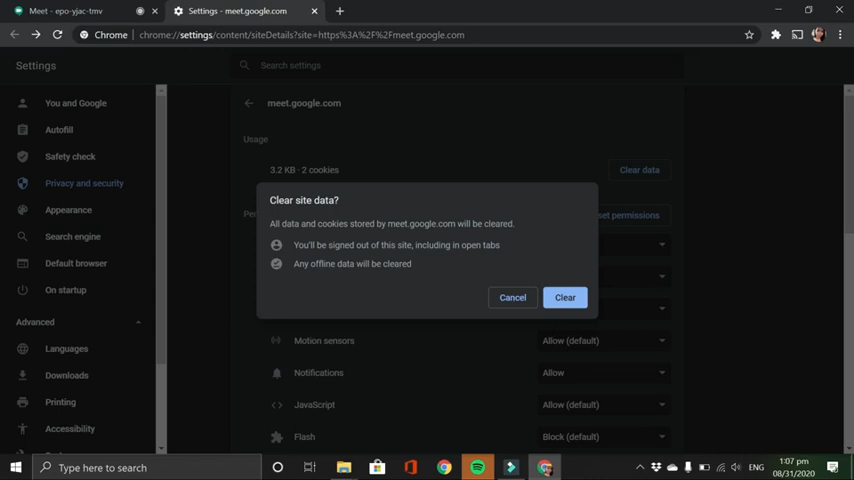 Meet - epo-yjac-tmv
Settings - meet.google.com
Chrome | chrome://settings/content/siteDetails?site=https%3A%2F%2Fmeet.google.com
Settings
Search settings
You and Google
Autofill
Safety check
Privacy and security
Appearance
Search engine
Default browser
On startup
Advanced
Languages
Downloads
Printing
Accessibility
meet.google.com
Usage
3.2 KB · 2 cookies
Clear data
Per
set permissions
Clear site data?
All data and cookies stored by meet.google.com will be cleared.
You'll be signed out of this site, including in open tabs
Any offline data will be cleared
Cancel
Clear
Motion sensors
Allow (default)
Notifications
Allow
JavaScript
Allow (default)
Flash
Block (default)
Type here to search
ENG
1:07 pm
08/31/2020